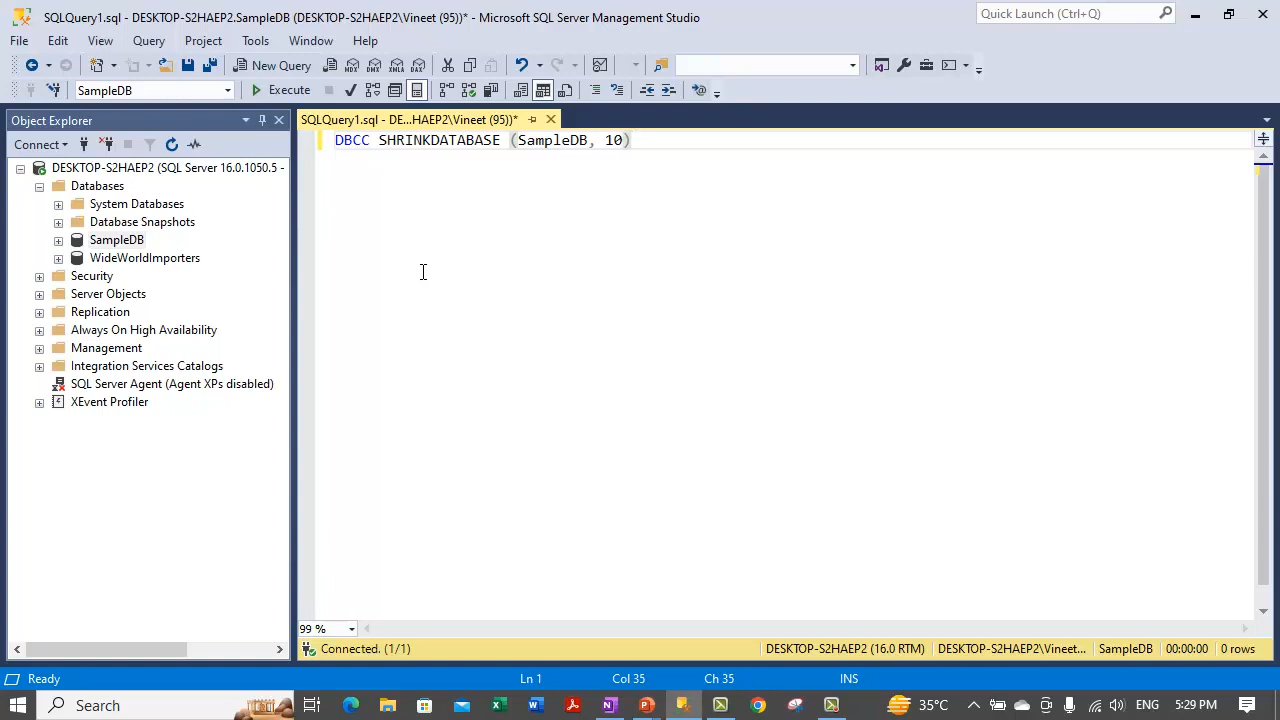 SQLQuery1.sql - DESKTOP-S2HAEP2.SampleDB (DESKTOP-S2HAEP2\Vineet (95))* - Microsoft SQL Server Management Studio
Quick Launch (Ctrl+Q)
File Edit View Query Project Tools Window Help
New Query
MDX DMX XMLA DAX
SampleDB
Execute
Object Explorer
SQLQuery1.sql - DE...HAEP2\Vineet (95))*
Connect
DBCC SHRINKDATABASE (SampleDB, 10)
DESKTOP-S2HAEP2 (SQL Server 16.0.1050.5 -
Databases
System Databases
Database Snapshots
SampleDB
WideWorldImporters
Security
Server Objects
Replication
Always On High Availability
Management
Integration Services Catalogs
SQL Server Agent (Agent XPs disabled)
XEvent Profiler
99 %
Connected. (1/1)
DESKTOP-S2HAEP2 (16.0 RTM)
DESKTOP-S2HAEP2\Vineet...
SampleDB
00:00:00
0 rows
Ready
Ln 1
Col 35
Ch 35
INS
Search
35°C
ENG
5:29 PM